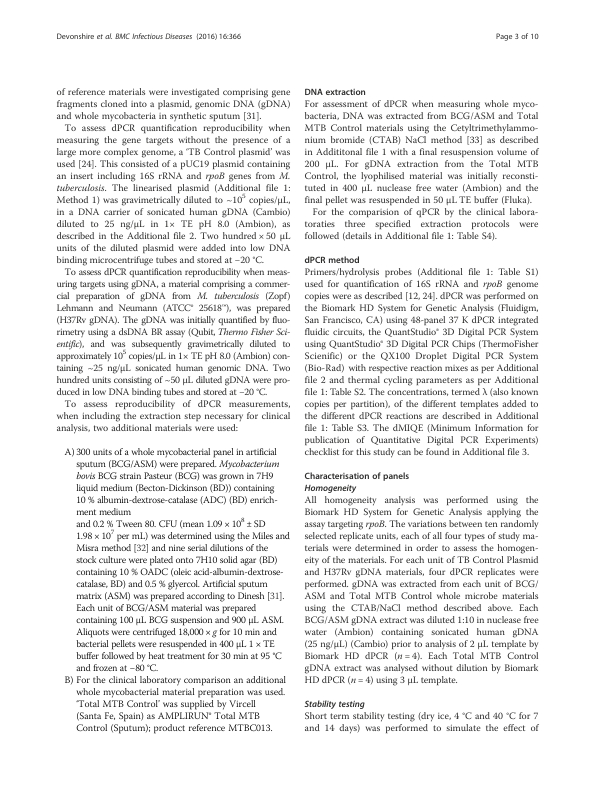 Devonshire et al. BMC Infectious Diseases (2016) 16:366
Page 3 of 10
of reference materials were investigated comprising gene
fragments cloned into a plasmid, genomic DNA (gDNA)
and whole mycobacteria in synthetic sputum [31].
To assess dPCR quantification reproducibility when
measuring the gene targets without the presence of a
large more complex genome, a ‘TB Control plasmid’ was
used [24]. This consisted of a pUC19 plasmid containing
an insert including 16S rRNA and rpoB genes from M.
tuberculosis. The linearised plasmid (Additional file 1:
Method 1) was gravimetrically diluted to ~10⁵ copies/μL,
in a DNA carrier of sonicated human gDNA (Cambio)
diluted to 25 ng/μL in 1× TE pH 8.0 (Ambion), as
described in the Additional file 2. Two hundred × 50 μL
units of the diluted plasmid were added into low DNA
binding microcentrifuge tubes and stored at −20 °C.
To assess dPCR quantification reproducibility when meas-
uring targets using gDNA, a material comprising a commer-
cial preparation of gDNA from M. tuberculosis (Zopf)
Lehmann and Neumann (ATCC® 25618™), was prepared
(H37Rv gDNA). The gDNA was initially quantified by fluo-
rimetry using a dsDNA BR assay (Qubit, Thermo Fisher Sci-
entific), and was subsequently gravimetrically diluted to
approximately 10⁵ copies/μL in 1× TE pH 8.0 (Ambion) con-
taining ~25 ng/μL sonicated human genomic DNA. Two
hundred units consisting of ~50 μL diluted gDNA were pro-
duced in low DNA binding tubes and stored at −20 °C.
To assess reproducibility of dPCR measurements,
when including the extraction step necessary for clinical
analysis, two additional materials were used:
A) 300 units of a whole mycobacterial panel in artificial
sputum (BCG/ASM) were prepared. Mycobacterium
bovis BCG strain Pasteur (BCG) was grown in 7H9
liquid medium (Becton-Dickinson (BD)) containing
10 % albumin-dextrose-catalase (ADC) (BD) enrich-
ment medium
and 0.2 % Tween 80. CFU (mean 1.09 × 10⁸ ± SD
1.98 × 10⁷ per mL) was determined using the Miles and
Misra method [32] and nine serial dilutions of the
stock culture were plated onto 7H10 solid agar (BD)
containing 10 % OADC (oleic acid-albumin-dextrose-
catalase, BD) and 0.5 % glycerol. Artificial sputum
matrix (ASM) was prepared according to Dinesh [31].
Each unit of BCG/ASM material was prepared
containing 100 μL BCG suspension and 900 μL ASM.
Aliquots were centrifuged 18,000 × g for 10 min and
bacterial pellets were resuspended in 400 μL 1 × TE
buffer followed by heat treatment for 30 min at 95 °C
and frozen at −80 °C.
B) For the clinical laboratory comparison an additional
whole mycobacterial material preparation was used.
‘Total MTB Control’ was supplied by Vircell
(Santa Fe, Spain) as AMPLIRUN® Total MTB
Control (Sputum); product reference MTBC013.
DNA extraction
For assessment of dPCR when measuring whole myco-
bacteria, DNA was extracted from BCG/ASM and Total
MTB Control materials using the Cetyltrimethylammo-
nium bromide (CTAB) NaCl method [33] as described
in Addititonal file 1 with a final resuspension volume of
200 μL. For gDNA extraction from the Total MTB
Control, the lyophilised material was initially reconsti-
tuted in 400 μL nuclease free water (Ambion) and the
final pellet was resuspended in 50 μL TE buffer (Fluka).
For the comparision of qPCR by the clinical labora-
toraties three specified extraction protocols were
followed (details in Additional file 1: Table S4).
dPCR method
Primers/hydrolysis probes (Additional file 1: Table S1)
used for quantification of 16S rRNA and rpoB genome
copies were as described [12, 24]. dPCR was performed on
the Biomark HD System for Genetic Analysis (Fluidigm,
San Francisco, CA) using 48-panel 37 K dPCR integrated
fluidic circuits, the QuantStudio® 3D Digital PCR System
using QuantStudio® 3D Digital PCR Chips (ThermoFisher
Scienific) or the QX100 Droplet Digital PCR System
(Bio-Rad) with respective reaction mixes as per Additional
file 2 and thermal cycling parameters as per Additional
file 1: Table S2. The concentrations, termed λ (also known
copies per partition), of the different templates added to
the different dPCR reactions are described in Additional
file 1: Table S3. The dMIQE (Minimum Information for
publication of Quantitative Digital PCR Experiments)
checklist for this study can be found in Additional file 3.
Characterisation of panels
Homogeneity
All homogeneity analysis was performed using the
Biomark HD System for Genetic Analysis applying the
assay targeting rpoB. The variations between ten randomly
selected replicate units, each of all four types of study ma-
terials were determined in order to assess the homogen-
eity of the materials. For each unit of TB Control Plasmid
and H37Rv gDNA materials, four dPCR replicates were
performed. gDNA was extracted from each unit of BCG/
ASM and Total MTB Control whole microbe materials
using the CTAB/NaCl method described above. Each
BCG/ASM gDNA extract was diluted 1:10 in nuclease free
water (Ambion) containing sonicated human gDNA
(25 ng/μL) (Cambio) prior to analysis of 2 μL template by
Biomark HD dPCR (n = 4). Each Total MTB Control
gDNA extract was analysed without dilution by Biomark
HD dPCR (n = 4) using 3 μL template.
Stability testing
Short term stability testing (dry ice, 4 °C and 40 °C for 7
and 14 days) was performed to simulate the effect of